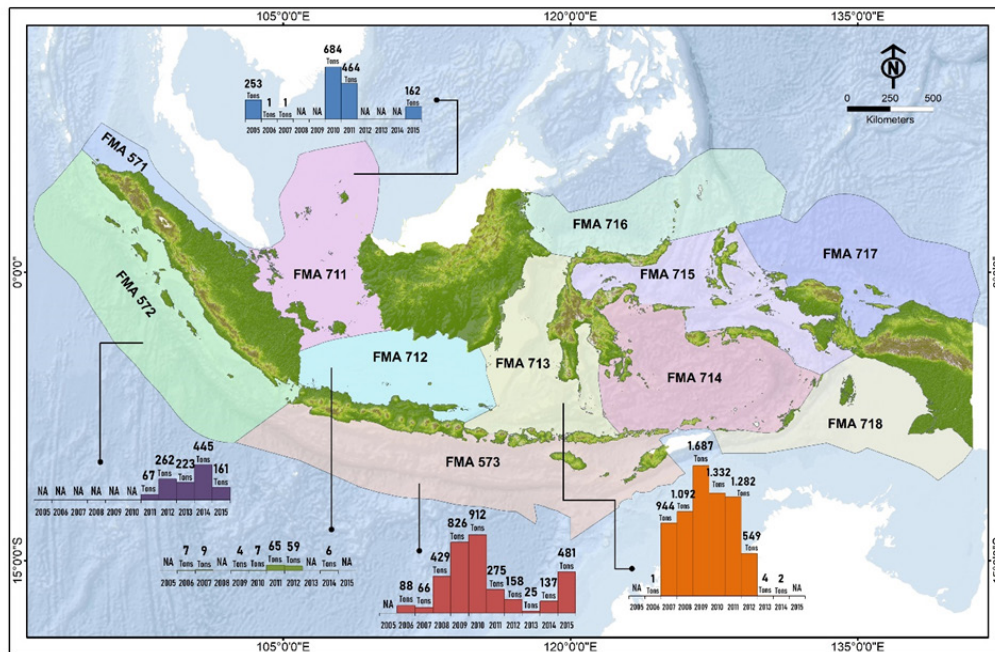 105°0'0"E 120°0'0"E 135°0'0"E
N
0 250 500
Kilometers
684
Tons
464
Tons
253
Tons
1
Tons
1
Tons
NA NA NA NA NA
162
Tons
2005 2006 2007 2008 2009 2010 2011 2012 2013 2014 2015
FMA 571
FMA 716
FMA 717
FMA 711
FMA 715
0°0'0"
FMA 572
FMA 712
FMA 713
FMA 714
FMA 718
FMA 573
445
Tons
262
Tons
223
Tons
161
Tons
67
Tons
NA NA NA NA NA NA
2005 2006 2007 2008 2009 2010 2011 2012 2013 2014 2015
NA
7
Tons
9
Tons
NA
4
Tons
7
Tons
65
Tons
59
Tons
NA
6
Tons
NA
2005 2006 2007 2008 2009 2010 2011 2012 2013 2014 2015
NA
88
Tons
66
Tons
429
Tons
826
Tons
912
Tons
275
Tons
158
Tons
25
Tons
137
Tons
481
Tons
2005 2006 2007 2008 2009 2010 2011 2012 2013 2014 2015
NA
1
Tons
944
Tons
1.092
Tons
1.687
Tons
1.332
Tons
1.282
Tons
549
Tons
4
Tons
2
Tons
NA
2005 2006 2007 2008 2009 2010 2011 2012 2013 2014 2015
15°0'0"S
105°0'0"E 120°0'0"E 135°0'0"E